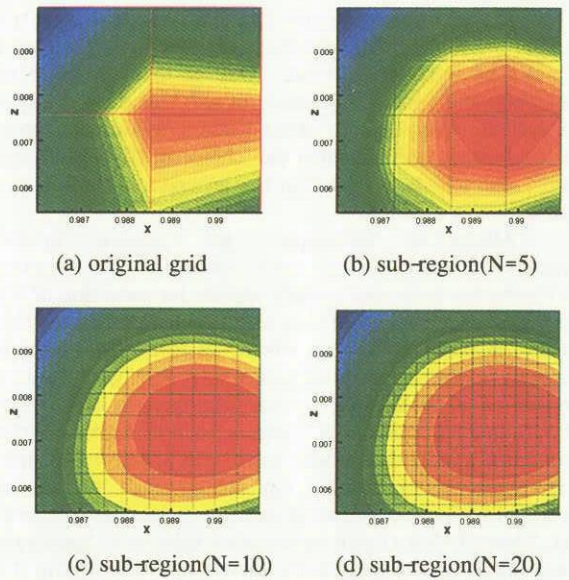 0.009
0.008
Z
0.007
0.006
0.987 0.988 0.989 0.99
X
(a) original grid
0.009
0.008
Z
0.007
0.006
0.987 0.988 0.989 0.99
X
(b) sub-region(N=5)
0.009
0.008
Z
0.007
0.006
0.987 0.988 0.989 0.99
X
(c) sub-region(N=10)
0.009
0.008
Z
0.007
0.006
0.987 0.988 0.989 0.99
X
(d) sub-region(N=20)